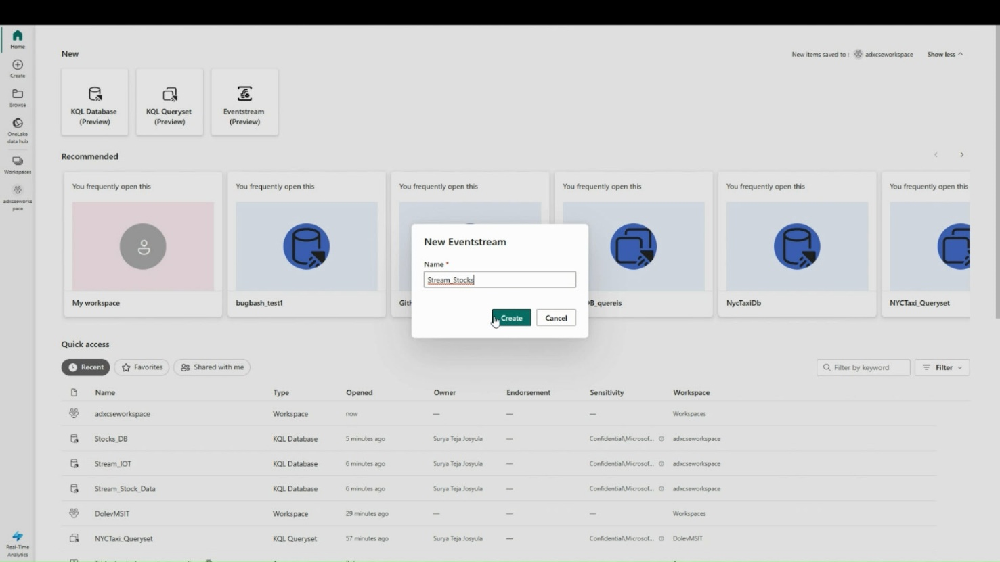 Home
Create
Browse
OneLake
data hub
Workspaces
adxcseworks
pace
Real-Time
Analytics
New
New items saved to :
adxcseworkspace
Show less
KQL Database
(Preview)
KQL Queryset
(Preview)
Eventstream
(Preview)
Recommended
You frequently open this
My workspace
You frequently open this
bugbash_test1
You frequently open this
You frequently open this
B_quereis
You frequently open this
NycTaxiDb
You frequently open this
NYCTaxi_Queryset
New Eventstream
Name *
Stream_Stocks
Create
Cancel
Quick access
Recent
Favorites
Shared with me
Filter by keyword
Filter
Name Type Opened Owner Endorsement Sensitivity Workspace
adxcseworkspace Workspace now — — — Workspaces
Stocks_DB KQL Database 5 minutes ago Surya Teja Josyula — Confidential\Microsof... adxcseworkspace
Stream_IOT KQL Database 6 minutes ago Surya Teja Josyula — Confidential\Microsof... adxcseworkspace
Stream_Stock_Data KQL Database 6 minutes ago Surya Teja Josyula — Confidential\Microsof... adxcseworkspace
DolevMSIT Workspace 29 minutes ago — — — Workspaces
NYCTaxi_Queryset KQL Queryset 57 minutes ago Surya Teja Josyula — Confidential\Microsof... DolevMSIT